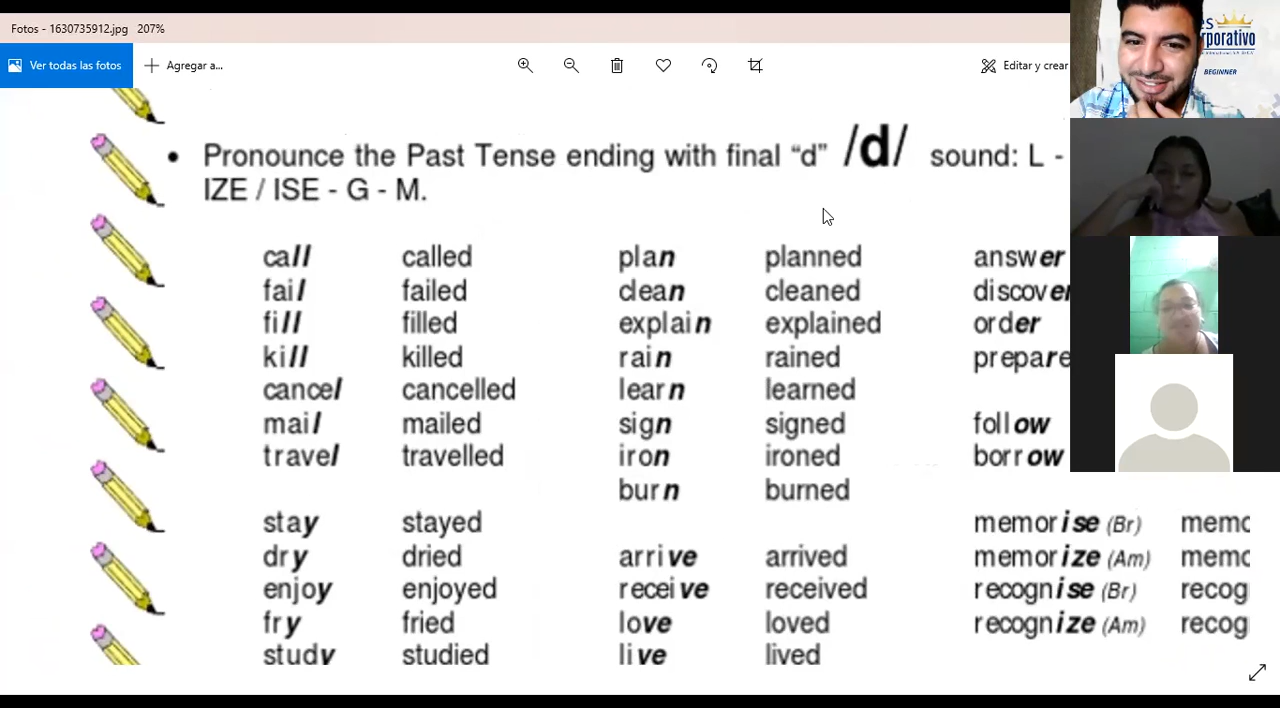 Fotos - 1630735912.jpg 207%
Ver todas las fotos
Agregar a...
Editar y crear
BEGINNER
Pronounce the Past Tense ending with final “d” /d/ sound: L -
IZE / ISE - G - M.
call called plan planned answer
fail failed clean cleaned discover
fill filled explain explained order
kill killed rain rained prepare
cancel cancelled learn learned
mail mailed sign signed follow
travel travelled iron ironed borrow
burn burned
stay stayed memorise (Br)
dry dried arrive arrived memorize (Am)
enjoy enjoyed receive received recognise (Br)
fry fried love loved recognize (Am)
study studied live lived